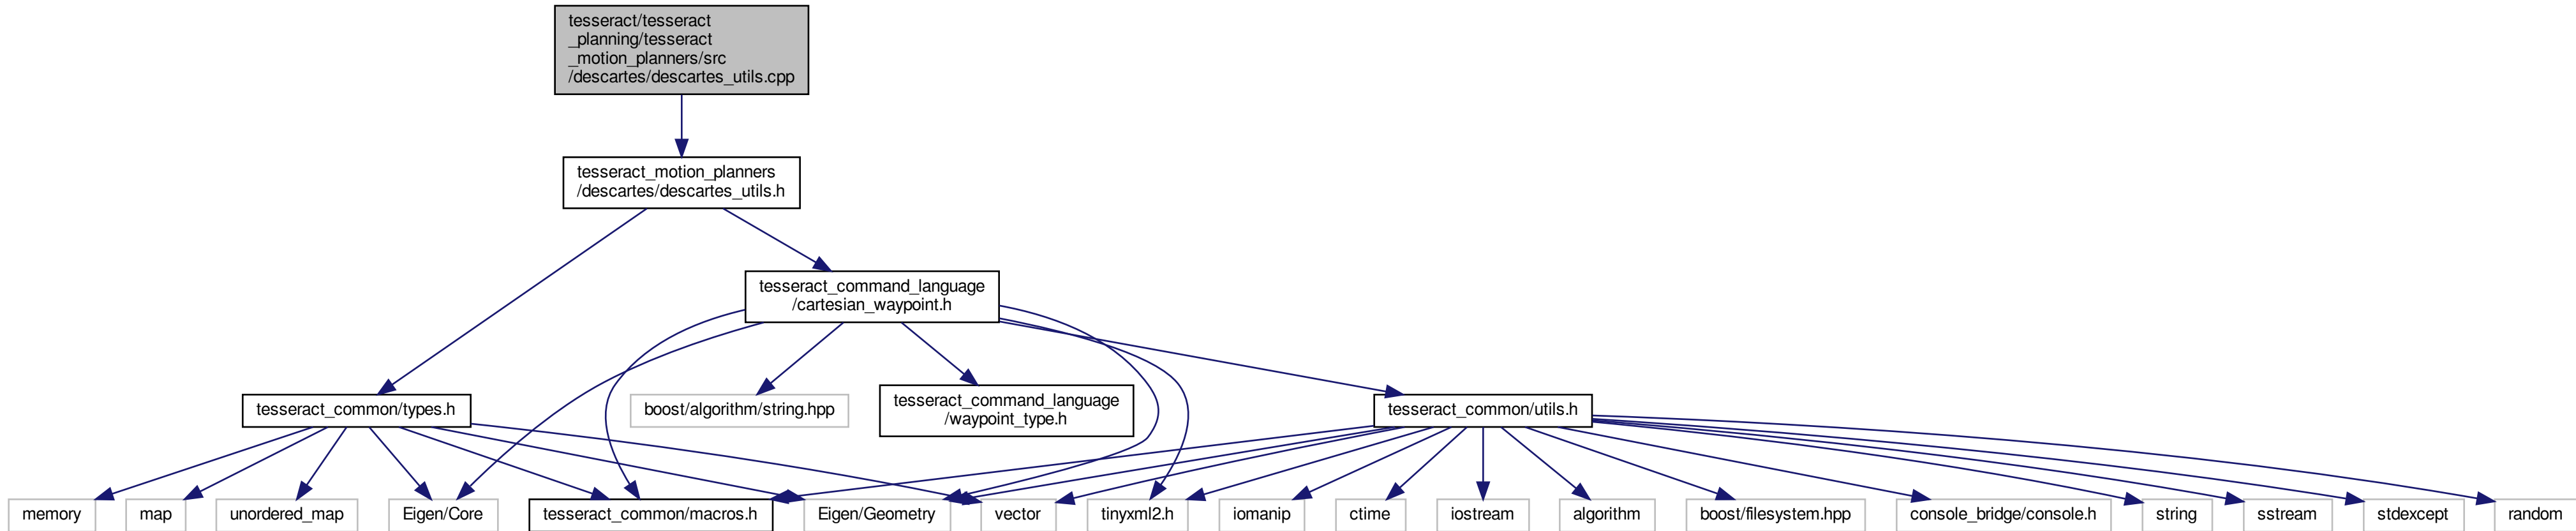 tesseract/tesseract
_planning/tesseract
_motion_planners/src
/descartes/descartes_utils.cpp
tesseract_motion_planners
/descartes/descartes_utils.h
tesseract_command_language
/cartesian_waypoint.h
tesseract_common/types.h
boost/algorithm/string.hpp
tesseract_command_language
/waypoint_type.h
tesseract_common/utils.h
memory
map
unordered_map
Eigen/Core
tesseract_common/macros.h
Eigen/Geometry
vector
tinyxml2.h
iomanip
ctime
iostream
algorithm
boost/filesystem.hpp
console_bridge/console.h
string
sstream
stdexcept
random